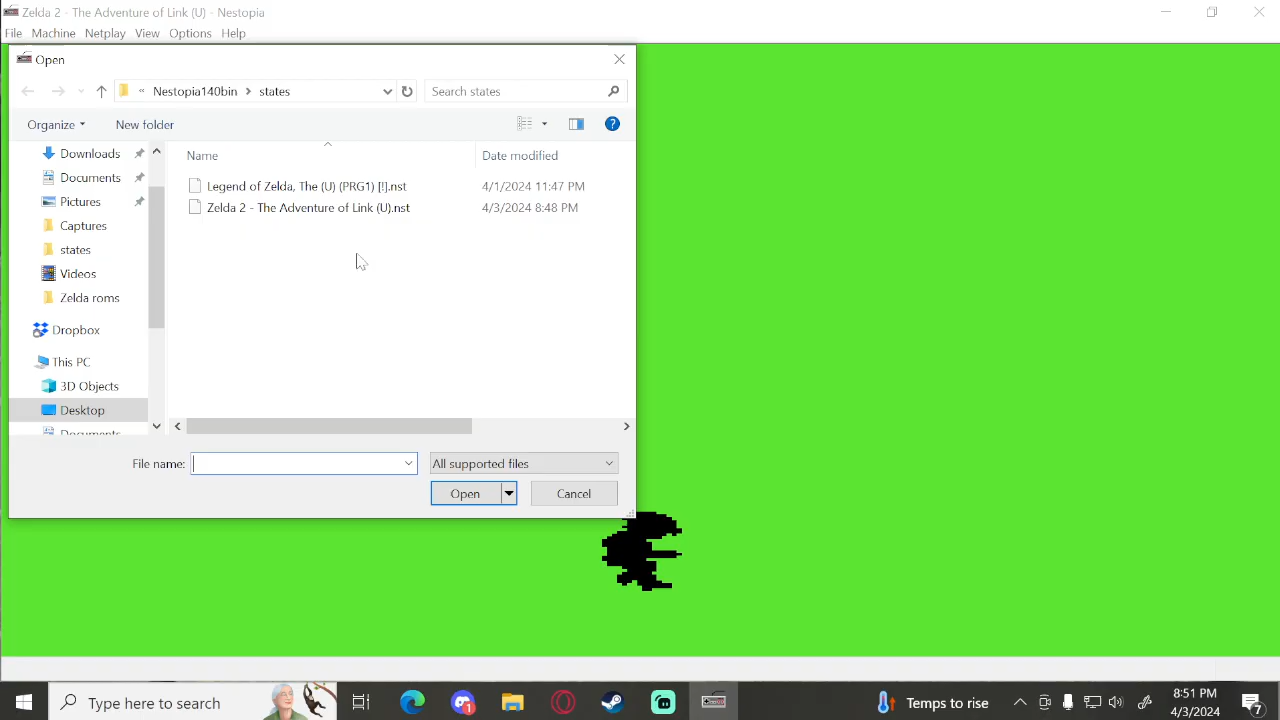 Zelda 2 - The Adventure of Link (U) - Nestopia
File Machine Netplay View Options Help
Open
« Nestopia140bin > states
Search states
Organize New folder
Name Date modified
Downloads
Documents
Pictures
Captures
states
Videos
Zelda roms
Dropbox
This PC
3D Objects
Desktop
Documents
Legend of Zelda, The (U) (PRG1) [!].nst 4/1/2024 11:47 PM
Zelda 2 - The Adventure of Link (U).nst 4/3/2024 8:48 PM
File name: All supported files
Open Cancel
Type here to search
1
Temps to rise
8:51 PM
4/3/2024
7